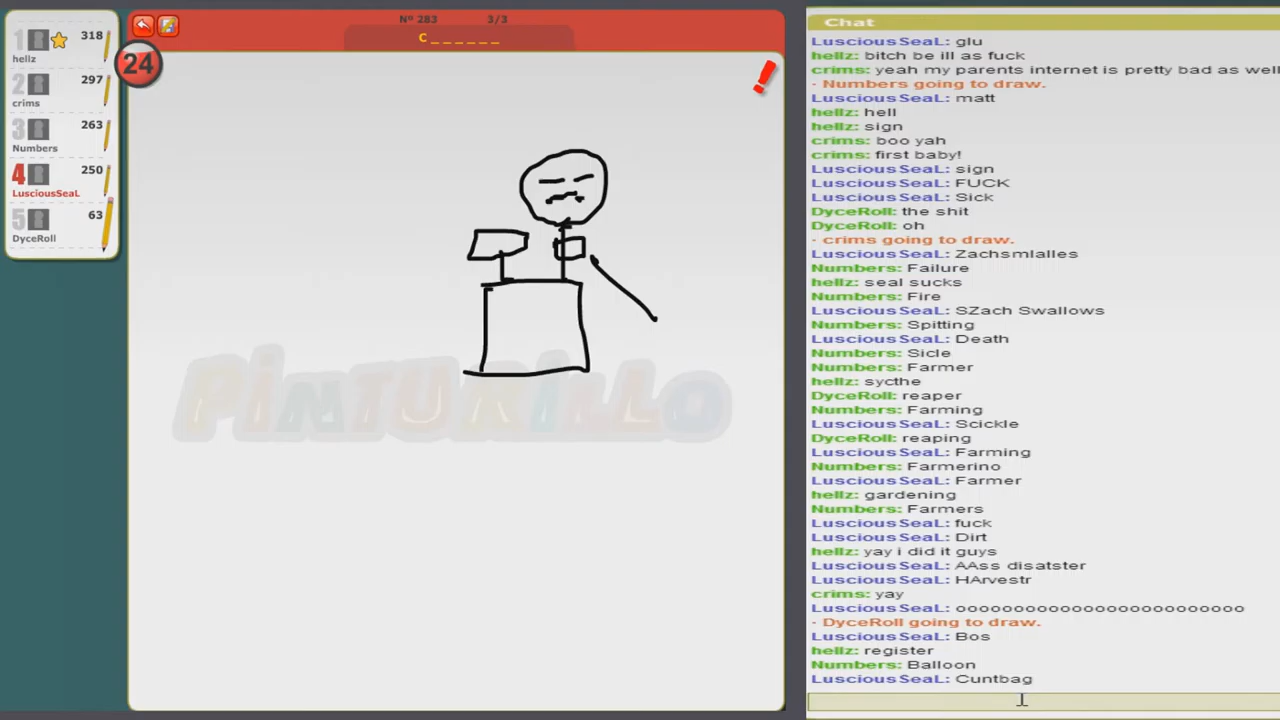 Nº 283 3/3
C _ _ _ _ _ _
24
1 318
hellz
2 297
crims
3 263
Numbers
4 250
LusciousSeaL
5 63
DyceRoll
PINTURILLO
Chat
LusciousSeaL: glu
hellz: bitch be ill as fuck
crims: yeah my parents internet is pretty bad as well
- Numbers going to draw.
LusciousSeaL: matt
hellz: hell
hellz: sign
crims: boo yah
crims: first baby!
LusciousSeaL: sign
LusciousSeaL: FUCK
LusciousSeaL: Sick
DyceRoll: the shit
DyceRoll: oh
- crims going to draw.
LusciousSeaL: Zachsmlalles
Numbers: Failure
hellz: seal sucks
Numbers: Fire
LusciousSeaL: SZach Swallows
Numbers: Spitting
LusciousSeaL: Death
Numbers: Sicle
Numbers: Farmer
hellz: sycthe
DyceRoll: reaper
Numbers: Farming
LusciousSeaL: Scickle
DyceRoll: reaping
LusciousSeaL: Farming
Numbers: Farmerino
LusciousSeaL: Farmer
hellz: gardening
Numbers: Farmers
LusciousSeaL: fuck
LusciousSeaL: Dirt
hellz: yay i did it guys
LusciousSeaL: AAss disatster
LusciousSeaL: HArvestr
crims: yay
LusciousSeaL: ooooooooooooooooooooooooo
- DyceRoll going to draw.
LusciousSeaL: Bos
hellz: register
Numbers: Balloon
LusciousSeaL: Cuntbag